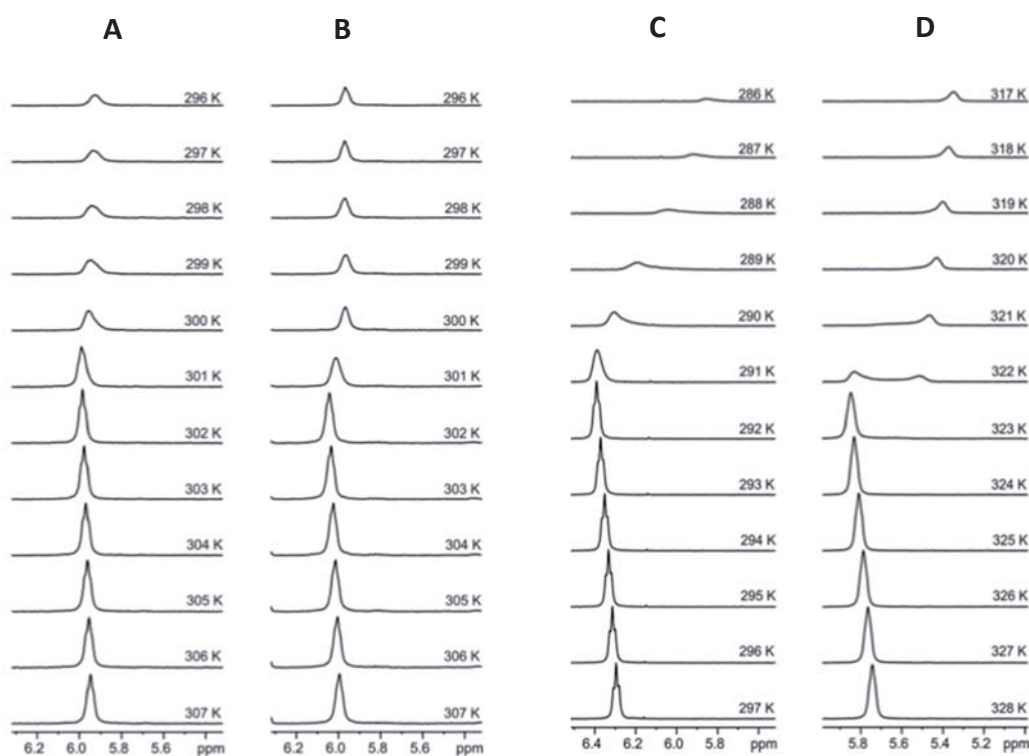 A B C D
296 K 296 K 286 K 317 K
297 K 297 K 287 K 318 K
298 K 298 K 288 K 319 K
299 K 299 K 289 K 320 K
300 K 300 K 290 K 321 K
301 K 301 K 291 K 322 K
302 K 302 K 292 K 323 K
303 K 303 K 293 K 324 K
304 K 304 K 294 K 325 K
305 K 305 K 295 K 326 K
306 K 306 K 296 K 327 K
307 K 307 K 297 K 328 K
6.2 6.0 5.8 5.6 ppm 6.2 6.0 5.8 5.6 ppm 6.4 6.2 6.0 5.8 ppm 5.8 5.6 5.4 5.2 ppm